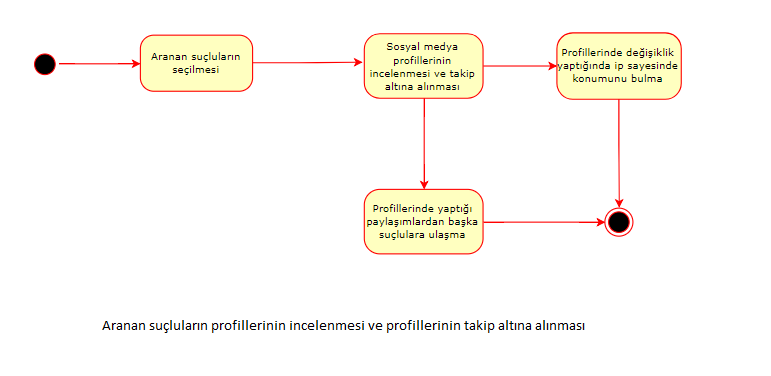 Aranan suçluların
seçilmesi
Sosyal medya
profillerinin
incelenmesi ve takip
altına alınması
Profillerinde değişiklik
yaptığında ip sayesinde
konumunu bulma
Profillerinde yaptığı
paylaşımlardan başka
suçlulara ulaşma
Aranan suçluların profillerinin incelenmesi ve profillerinin takip altına alınması